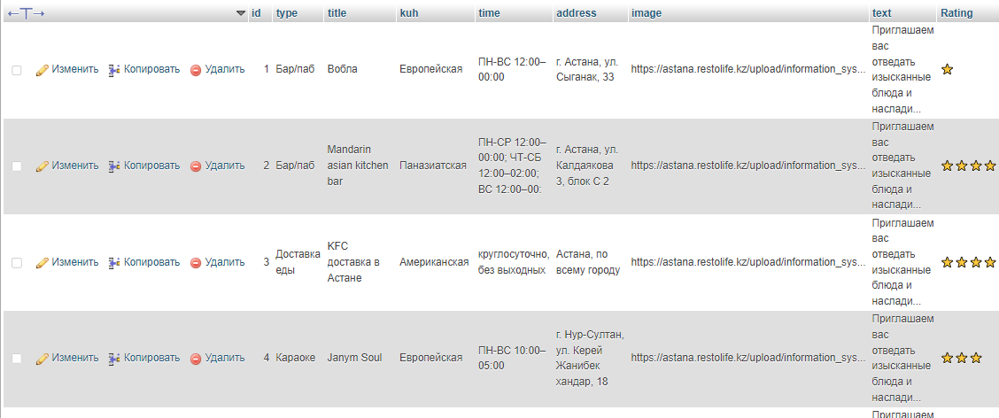 ←T→ id type title kuh time address image text Rating
Изменить Копировать Удалить 1 Бар/паб Вобла Европейская ПН-ВС 12:00–
00:00 г. Астана, ул.
Сыганак, 33 https://astana.restolife.kz/upload/information_sys... Приглашаем
вас
отведать
изысканные
блюда и
наслади... ⭐
Изменить Копировать Удалить 2 Бар/паб Mandarin
asian kitchen
bar Паназиатская ПН-СР 12:00–
00:00; ЧТ-СБ
12:00–02:00;
ВС 12:00–00: г. Астана, ул.
Калдаякова
3, блок С 2 https://astana.restolife.kz/upload/information_sys... Приглашаем
вас
отведать
изысканные
блюда и
наслади... ⭐⭐⭐⭐
Изменить Копировать Удалить 3 Доставка
еды KFC
доставка в
Астане Американская круглосуточно,
без выходных Астана, по
всему городу https://astana.restolife.kz/upload/information_sys... Приглашаем
вас
отведать
изысканные
блюда и
наслади... ⭐⭐⭐⭐
Изменить Копировать Удалить 4 Караоке Janym Soul Европейская ПН-ВС 10:00–
05:00 г. Нур-Султан,
ул. Керей
Жанибек
хандар, 18 https://astana.restolife.kz/upload/information_sys... Приглашаем
вас
отведать
изысканные
блюда и
наслади... ⭐⭐⭐
Приглашаем